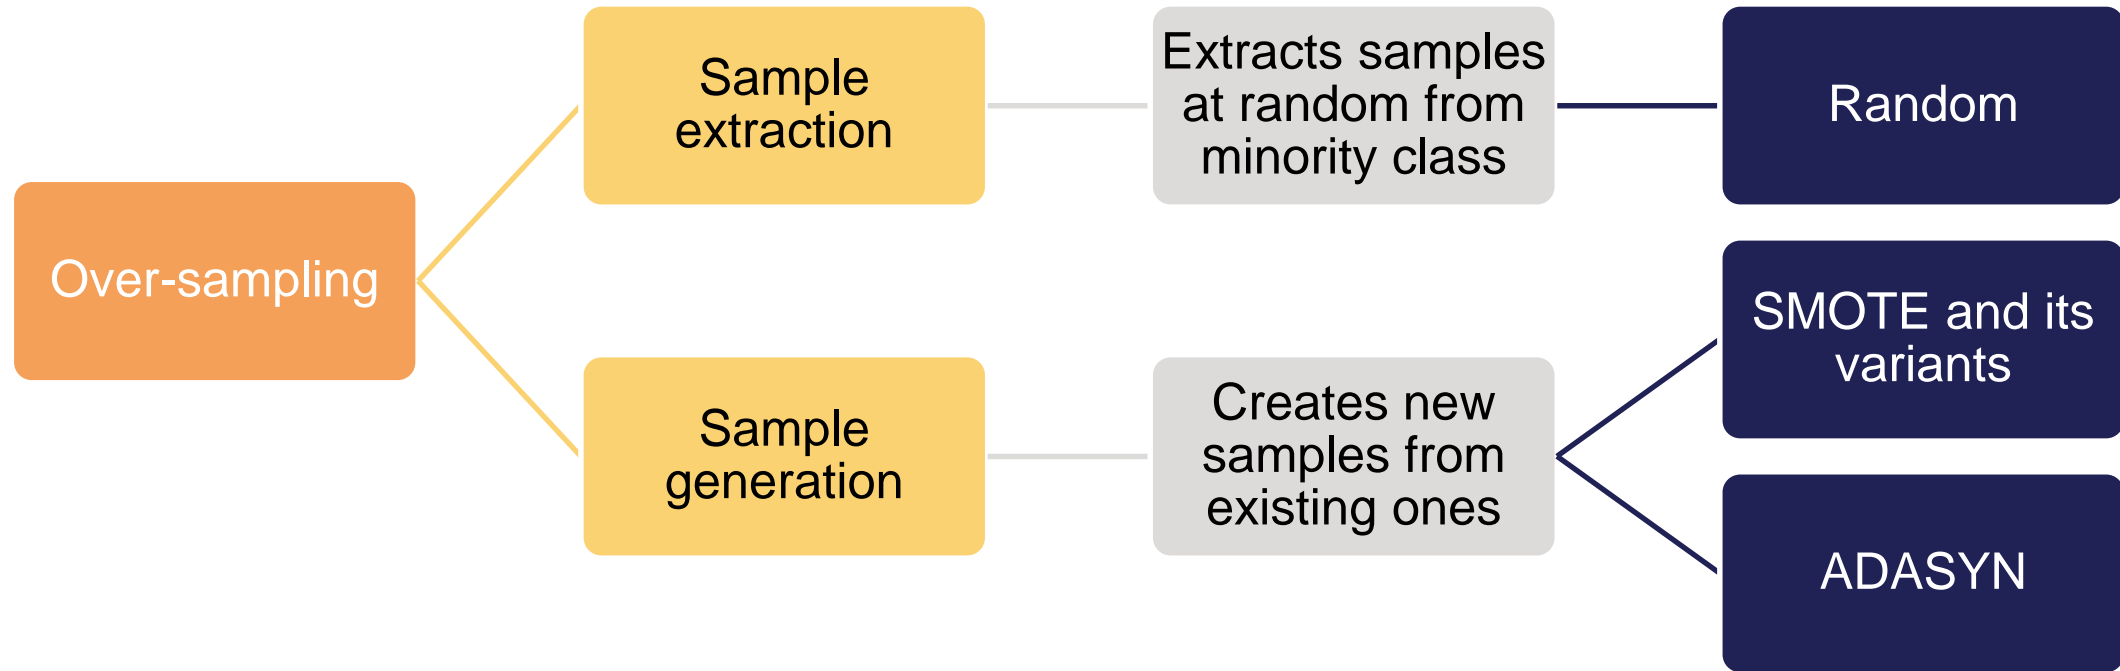 Over-sampling
Sample
extraction
Extracts samples
at random from
minority class
Random
Sample
generation
Creates new
samples from
existing ones
SMOTE and its
variants
ADASYN